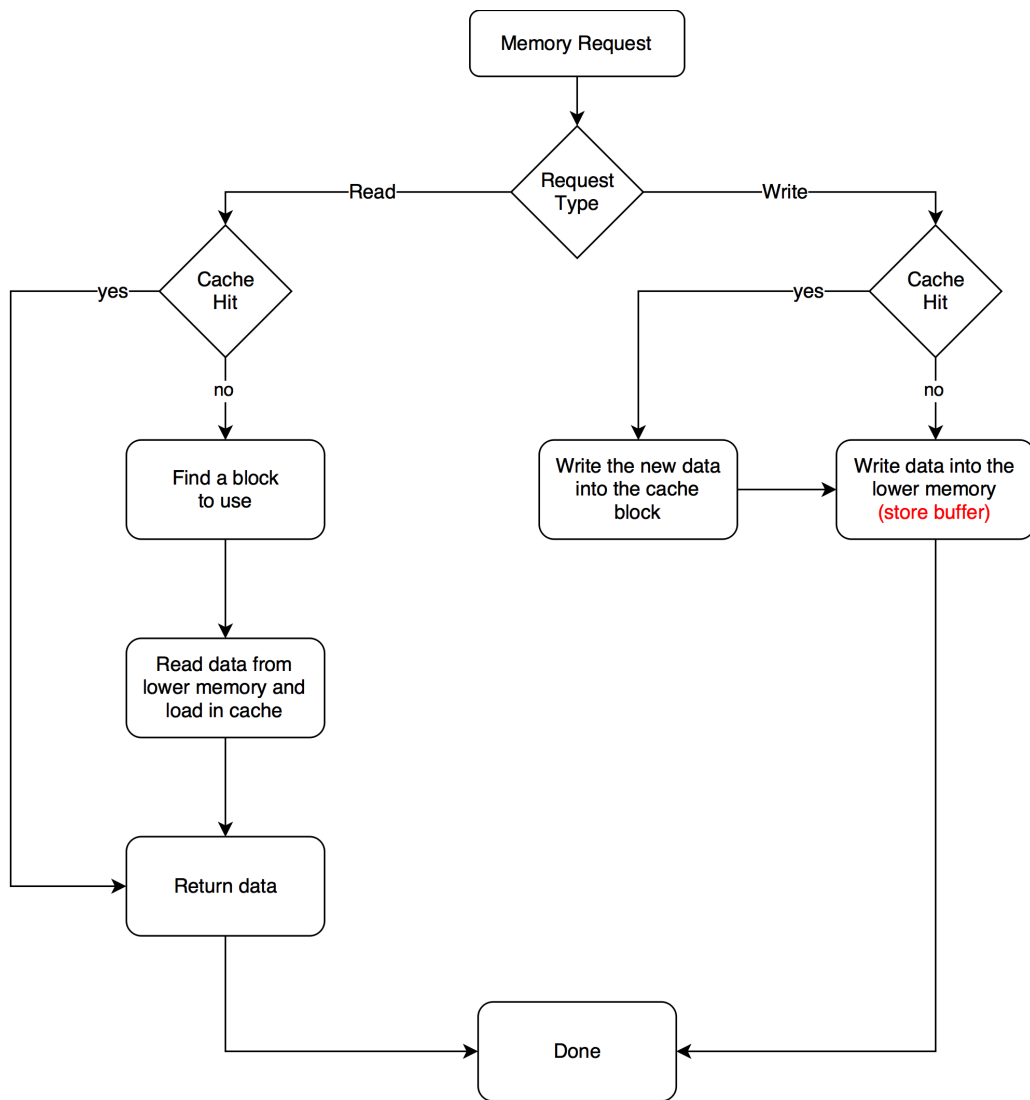 Memory Request
Request
Type
Read
Write
Cache
Hit
yes
no
Cache
Hit
yes
no
Find a block
to use
Write the new data
into the cache
block
Write data into the
lower memory
(store buffer)
Read data from
lower memory and
load in cache
Return data
Done